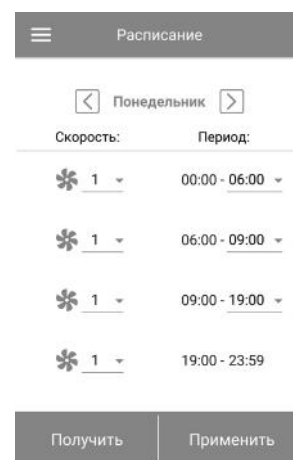 Расписание
Понедельник
Скорость: Период:
1 00:00 - 06:00
1 06:00 - 09:00
1 09:00 - 19:00
1 19:00 - 23:59
Получить Применить